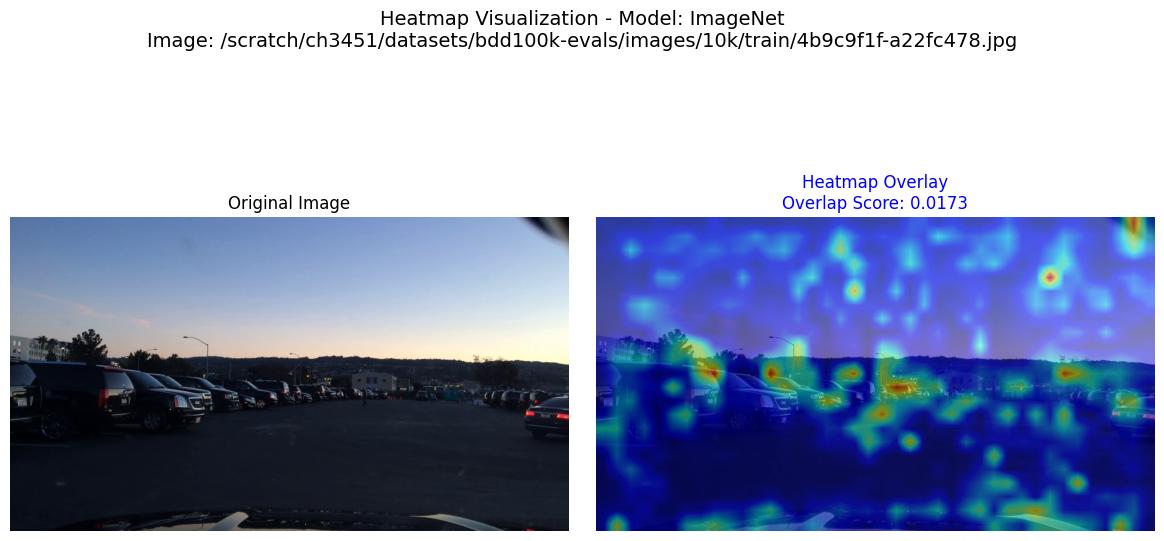 Heatmap Visualization - Model: ImageNet
Image: /scratch/ch3451/datasets/bdd100k-evals/images/10k/train/4b9c9f1f-a22fc478.jpg
Original Image
Heatmap Overlay
Overlap Score: 0.0173